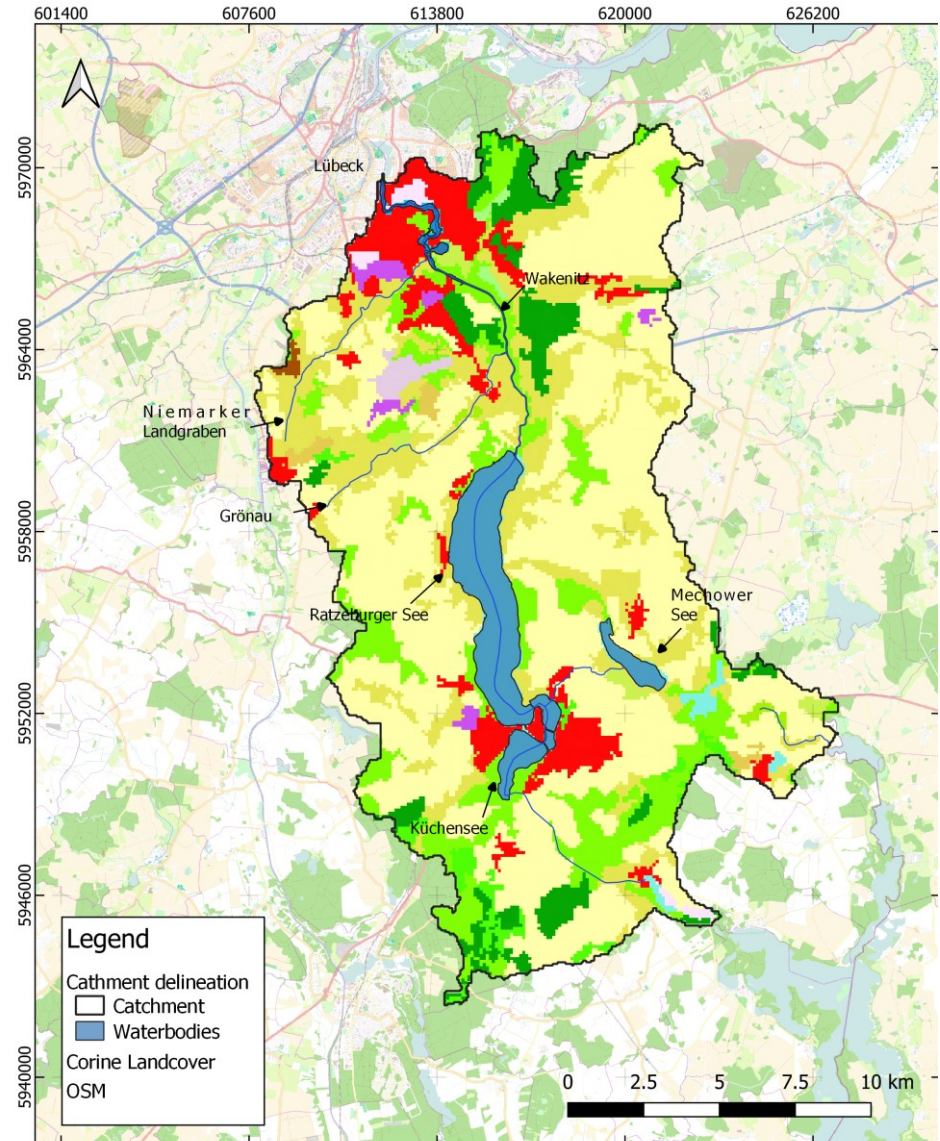 601400 607600 613800 620000 626200
5970000
Lübeck
Wakenitz
5964000
Niemarker
Landgraben
Grönau
5958000
Ratzeburger See
Mechower
See
5952000
Küchensee
5946000
Legend
Cathment delineation
Catchment
Waterbodies
Corine Landcover
OSM
5940000
0 2.5 5 7.5 10 km